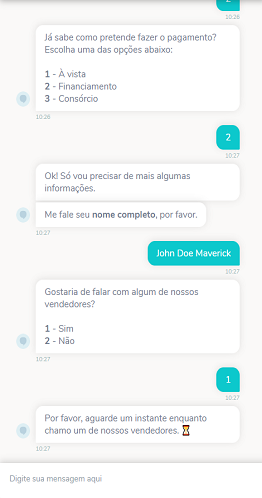 2
10:26
Já sabe como pretende fazer o pagamento?
Escolha uma das opções abaixo:
1 - À vista
2 - Financiamento
3 - Consórcio
10:26
2
10:27
Ok! Só vou precisar de mais algumas
informações.
Me fale seu nome completo, por favor.
10:27
John Doe Maverick
10:27
Gostaria de falar com algum de nossos
vendedores?
1 - Sim
2 - Não
10:27
1
10:27
Por favor, aguarde um instante enquanto
chamo um de nossos vendedores. ⏳
10:27
Digite sua mensagem aqui